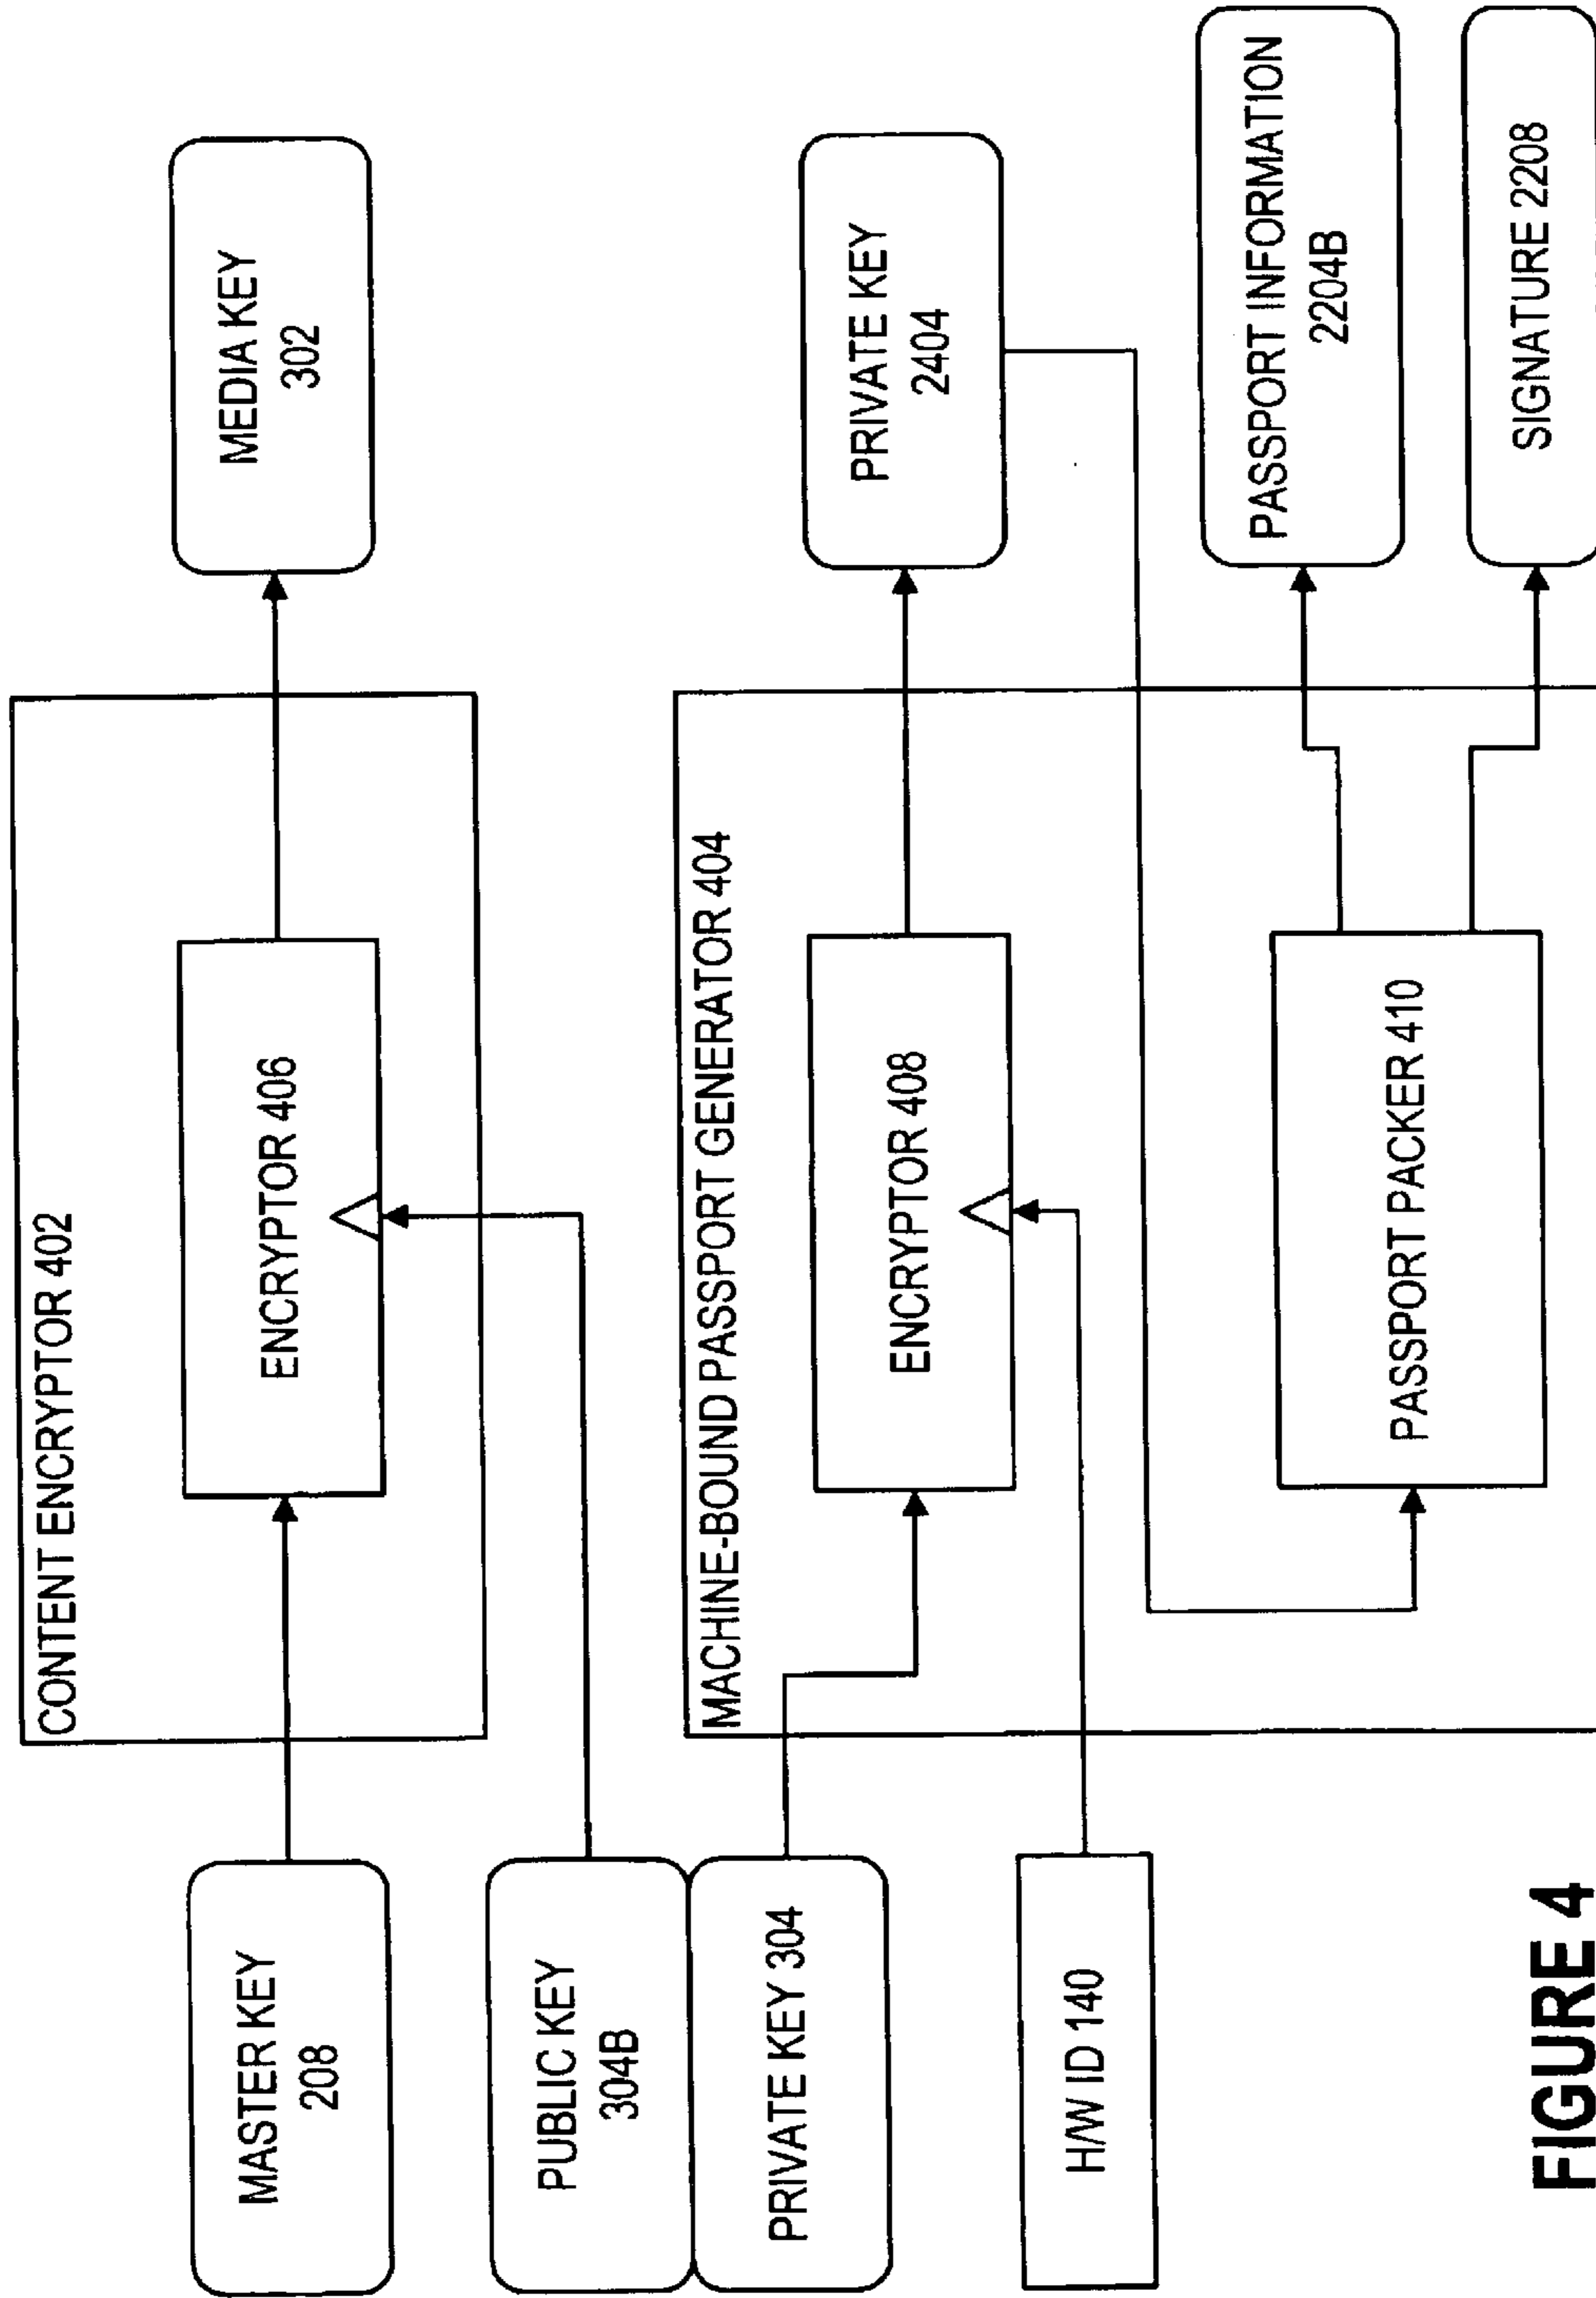 CONTENT ENCRYPTOR 402
MASTER KEY
208
ENCRYPTOR 406
MEDIA KEY
302
PUBLIC KEY
304B
PRIVATE KEY 304
H/W ID 140
MACHINE-BOUND PASSPORT GENERATOR 404
ENCRYPTOR 408
PRIVATE KEY
2404
PASSPORT PACKER 410
PASSPORT INFORMATION
2204B
SIGNATURE 2208
FIGURE 4